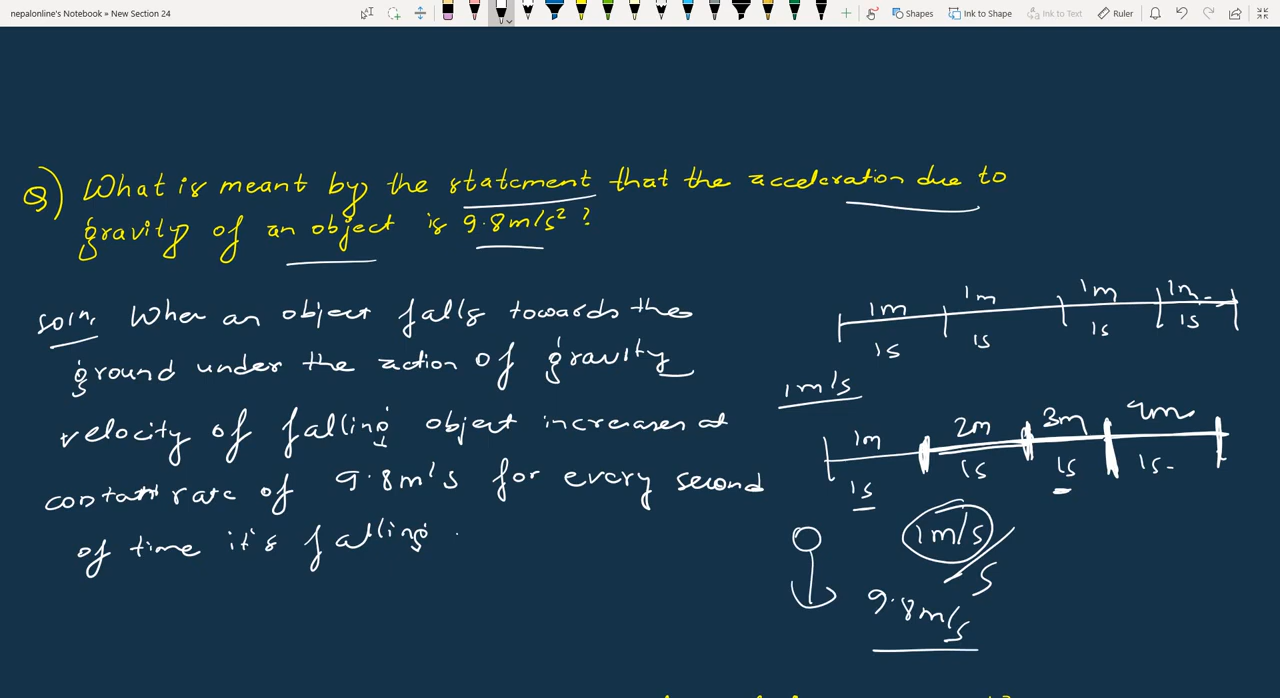 nepalonline's Notebook » New Section 24
Shapes Ink to Shape Ink to Text Ruler
Q) What is meant by the statement that the acceleration due to
gravity of an object is 9.8m/s² ?
soln, When an object falls towards the
ground under the action of gravity
velocity of falling object increases at
constant rate of 9.8m/s for every second
of time it's falling.
1m 1m 1m 1m
1s 1s 1s 1s
1m/s
1m 2m 3m 4m
1s 1s 1s 1s
1m/s
/s
9.8m/s